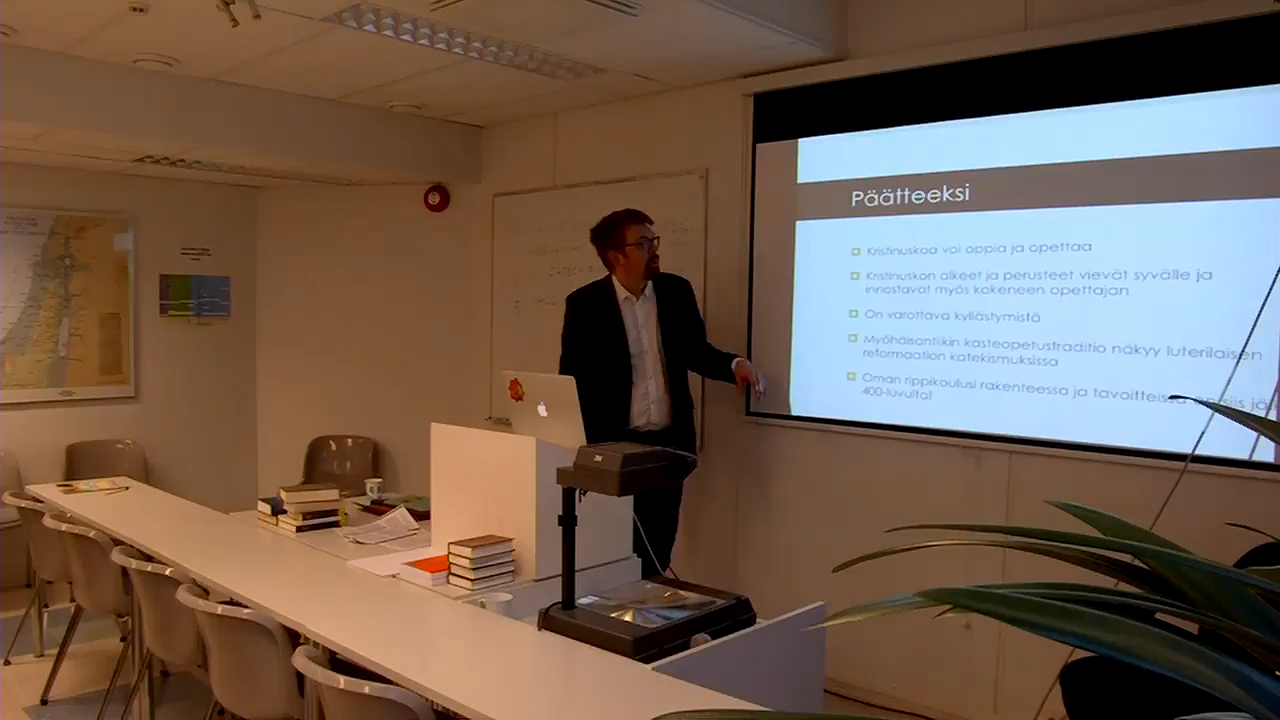 Päätteeksi
Kristinuskoa voi oppia ja opettaa
Kristinuskon alkeet ja perusteet vievät syvälle ja
innostavat myös kokeneen opettajan
On varottava kyllästymistä
Myöhäisantiikin kasteopetustraditio näkyy luterilaisen
reformaation katekismuksissa
Oman rippikoulusi rakenteessa ja tavoitteissa
400-luvulta!